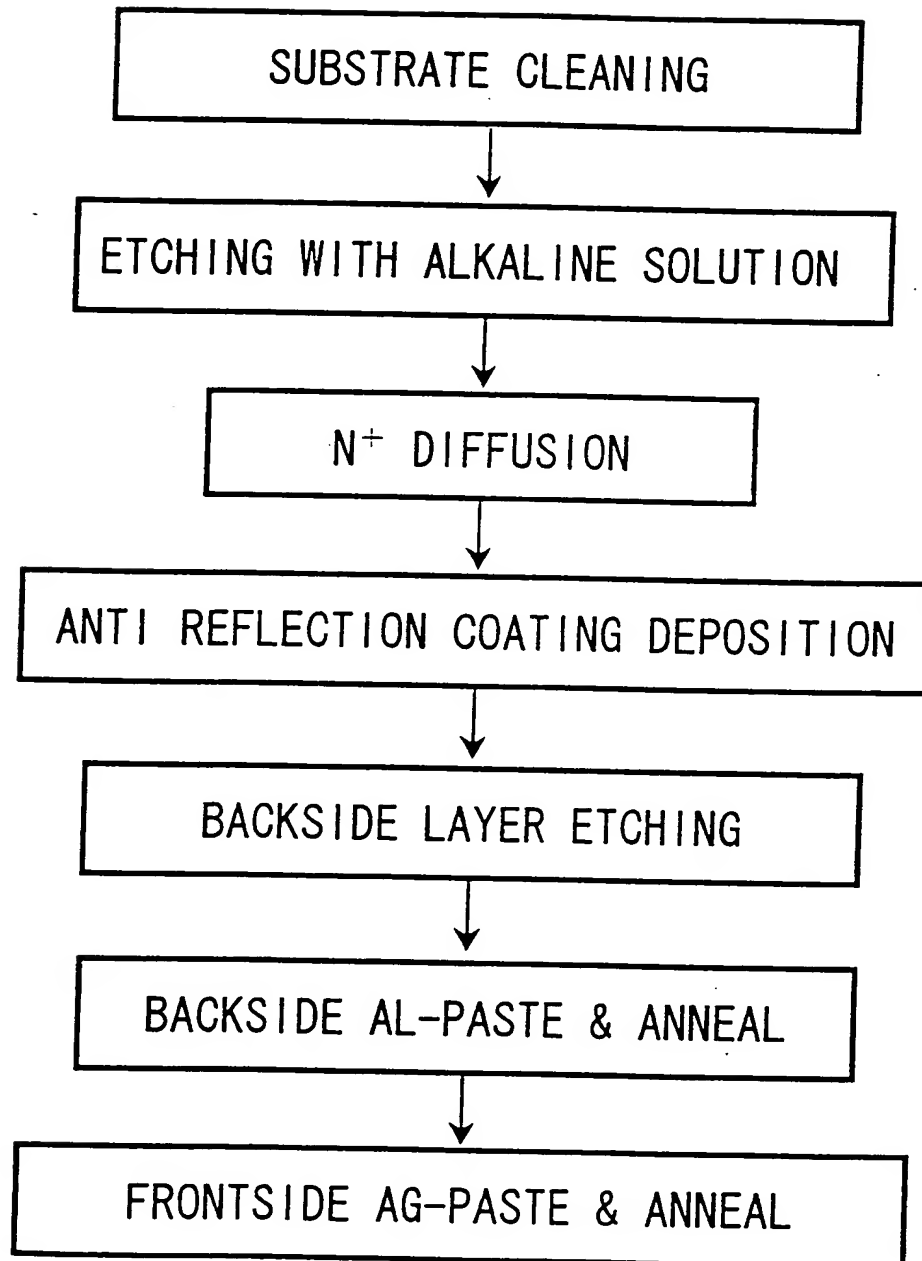 SUBSTRATE CLEANING
ETCHING WITH ALKALINE SOLUTION
N+ DIFFUSION
ANTI REFLECTION COATING DEPOSITION
BACKSIDE LAYER ETCHING
BACKSIDE AL-PASTE & ANNEAL
FRONTSIDE AG-PASTE & ANNEAL